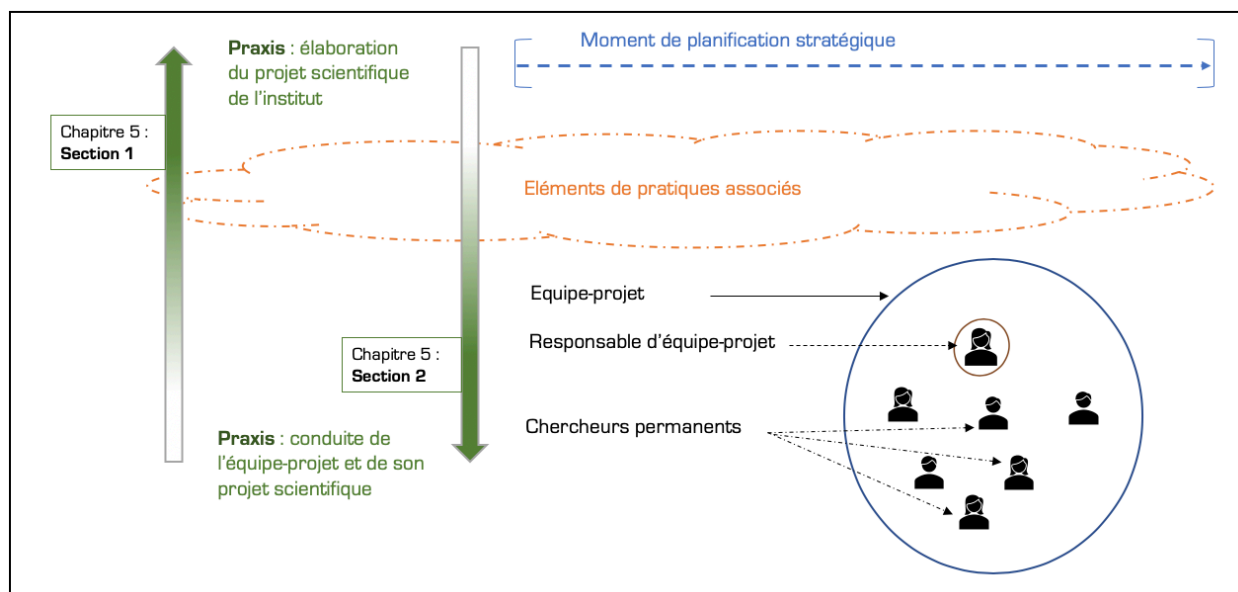 Praxis : élaboration
du projet scientifique
de l'institut
Moment de planification stratégique
Chapitre 5 :
Section 1
Eléments de pratiques associés
Equipe-projet
Responsable d'équipe-projet
Chapitre 5 :
Section 2
Chercheurs permanents
Praxis : conduite de
l'équipe-projet et de son
projet scientifique